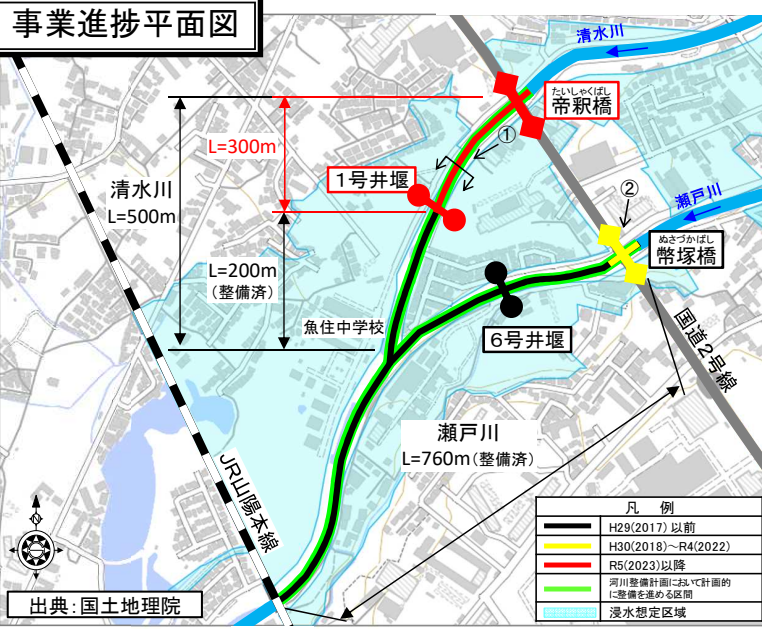 事業進捗平面図
清水川
たいしゃくばし
帝釈橋
L=300m
①
清水川
L=500m
1号井堰
②
瀬戸川
L=200m
(整備済)
ぬさづかばし
幣塚橋
魚住中学校
6号井堰
国道2号線
瀬戸川
L=760m(整備済)
JR山陽本線
N
出典:国土地理院
凡 例
H29(2017) 以前
H30(2018)～R4(2022)
R5(2023)以降
河川整備計画において計画的
に整備を進める区間
浸水想定区域